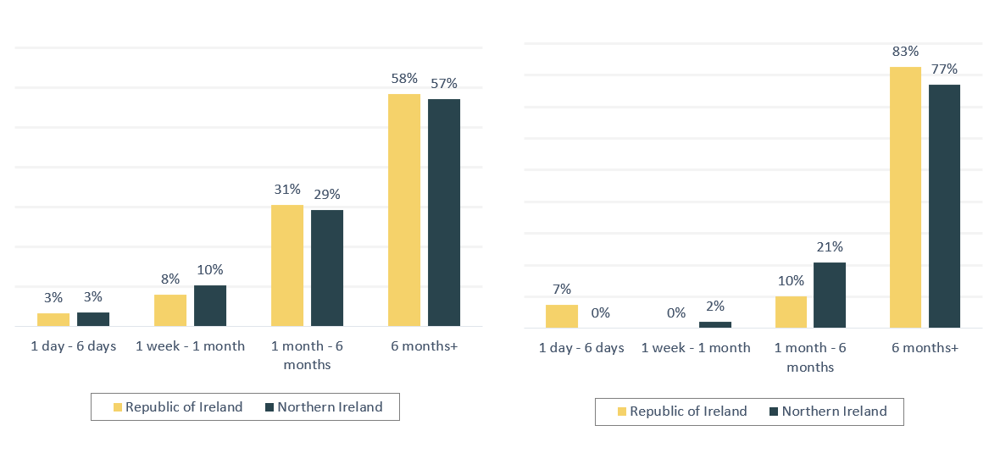 58%
57%
31%
29%
8%
10%
3%
3%
1 day - 6 days
1 week - 1 month
1 month - 6
months
6 months+
Republic of Ireland
Northern Ireland
83%
77%
21%
10%
7%
0%
0%
2%
1 day - 6 days
1 week - 1 month
1 month - 6
months
6 months+
Republic of Ireland
Northern Ireland